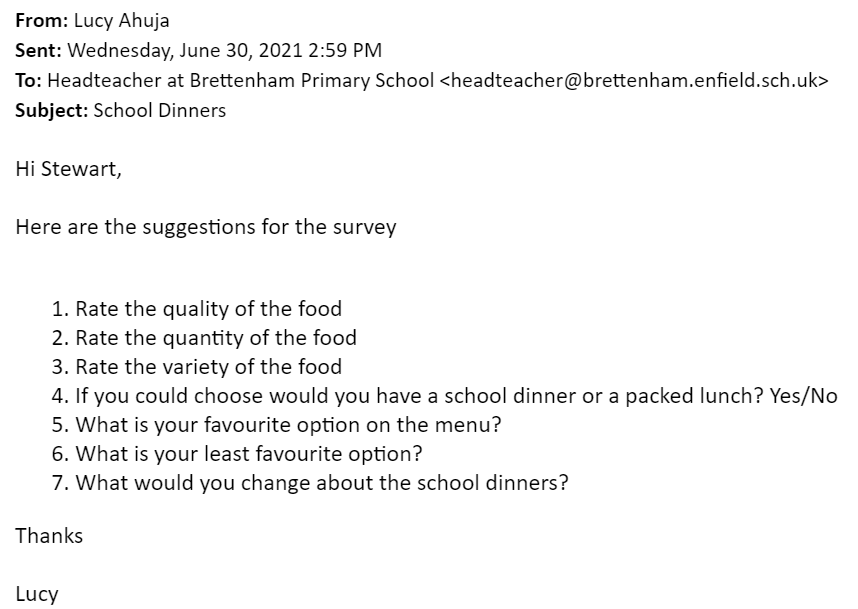 From: Lucy Ahuja
Sent: Wednesday, June 30, 2021 2:59 PM
To: Headteacher at Brettenham Primary School <headteacher@brettenham.enfield.sch.uk>
Subject: School Dinners
Hi Stewart,
Here are the suggestions for the survey
1. Rate the quality of the food
2. Rate the quantity of the food
3. Rate the variety of the food
4. If you could choose would you have a school dinner or a packed lunch? Yes/No
5. What is your favourite option on the menu?
6. What is your least favourite option?
7. What would you change about the school dinners?
Thanks
Lucy